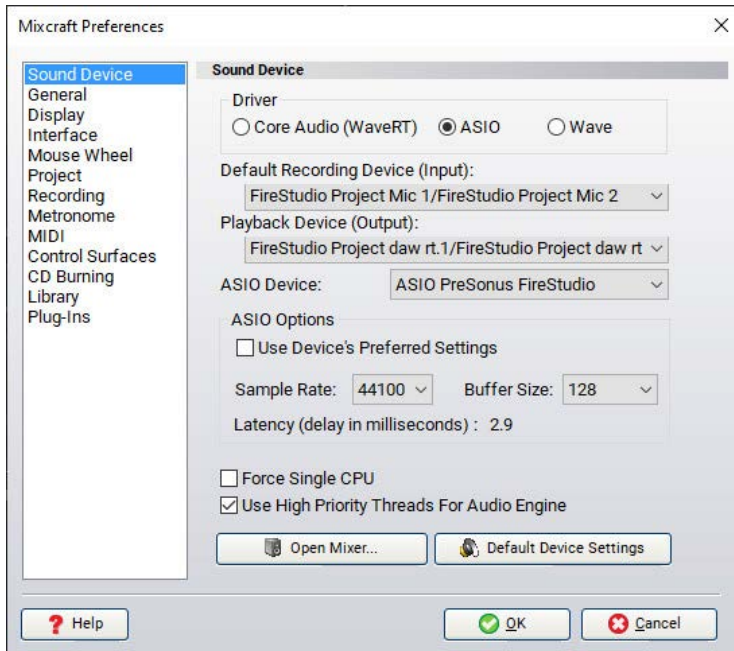 Mixcraft Preferences
Sound Device
General
Display
Interface
Mouse Wheel
Project
Recording
Metronome
MIDI
Control Surfaces
CD Burning
Library
Plug-Ins
Sound Device
Driver
Core Audio (WaveRT) ASIO Wave
Default Recording Device (Input):
FireStudio Project Mic 1/FireStudio Project Mic 2
Playback Device (Output):
FireStudio Project daw rt.1/FireStudio Project daw rt
ASIO Device: ASIO PreSonus FireStudio
ASIO Options
Use Device's Preferred Settings
Sample Rate: 44100 Buffer Size: 128
Latency (delay in milliseconds) : 2.9
Force Single CPU
Use High Priority Threads For Audio Engine
Open Mixer... Default Device Settings
Help OK Cancel